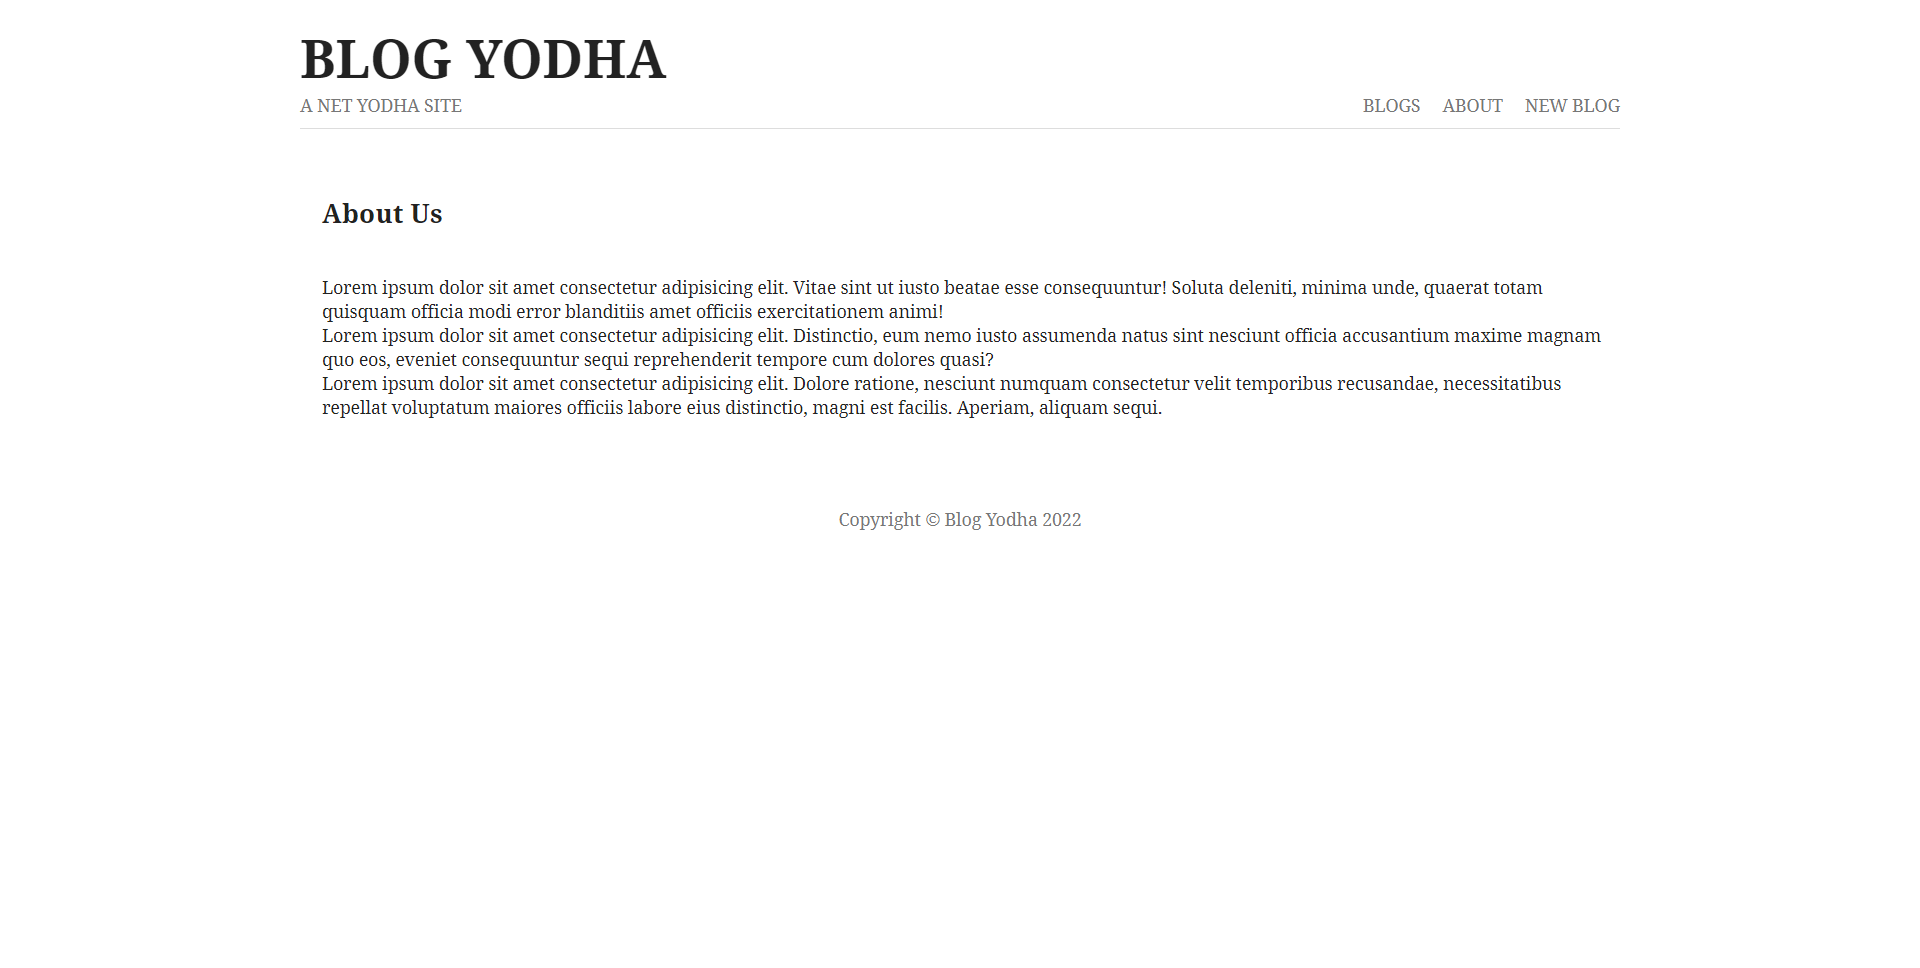 BLOG YODHA
A NET YODHA SITE
BLOGS ABOUT NEW BLOG
About Us
Lorem ipsum dolor sit amet consectetur adipisicing elit. Vitae sint ut iusto beatae esse consequuntur! Soluta deleniti, minima unde, quaerat totam
quisquam officia modi error blanditiis amet officiis exercitationem animi!
Lorem ipsum dolor sit amet consectetur adipisicing elit. Distinctio, eum nemo iusto assumenda natus sint nesciunt officia accusantium maxime magnam
quo eos, eveniet consequuntur sequi reprehenderit tempore cum dolores quasi?
Lorem ipsum dolor sit amet consectetur adipisicing elit. Dolore ratione, nesciunt numquam consectetur velit temporibus recusandae, necessitatibus
repellat voluptatum maiores officiis labore eius distinctio, magni est facilis. Aperiam, aliquam sequi.
Copyright © Blog Yodha 2022